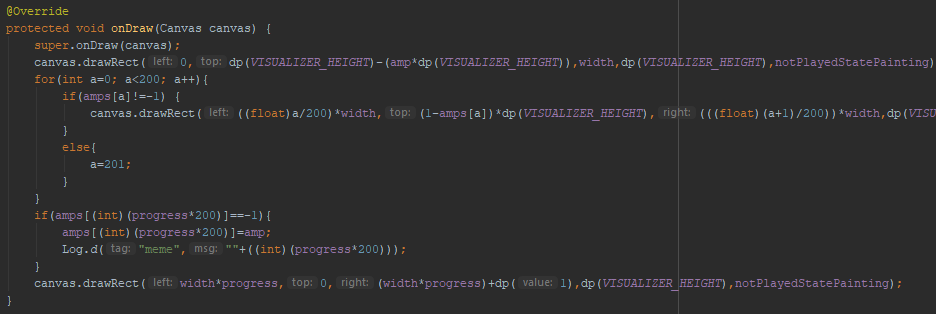 @Override
protected void onDraw(Canvas canvas) {
super.onDraw(canvas);
canvas.drawRect( left: 0, top: dp(VISUALIZER_HEIGHT)-(amp*dp(VISUALIZER_HEIGHT)),width,dp(VISUALIZER_HEIGHT),notPlayedStatePainting)
for(int a=0; a<200; a++){
if(amps[a]!=-1) {
canvas.drawRect( left: ((float)a/200)*width, top: (1-amps[a])*dp(VISUALIZER_HEIGHT), right: (((float)(a+1)/200))*width,dp(VISU
}
else{
a=201;
}
}
if(amps[(int)(progress*200)]==-1){
amps[(int)(progress*200)]=amp;
Log.d( tag: "meme", msg: ""+((int)(progress*200)));
}
canvas.drawRect( left: width*progress, top: 0, right: (width*progress)+dp( value: 1),dp(VISUALIZER_HEIGHT),notPlayedStatePainting);
}